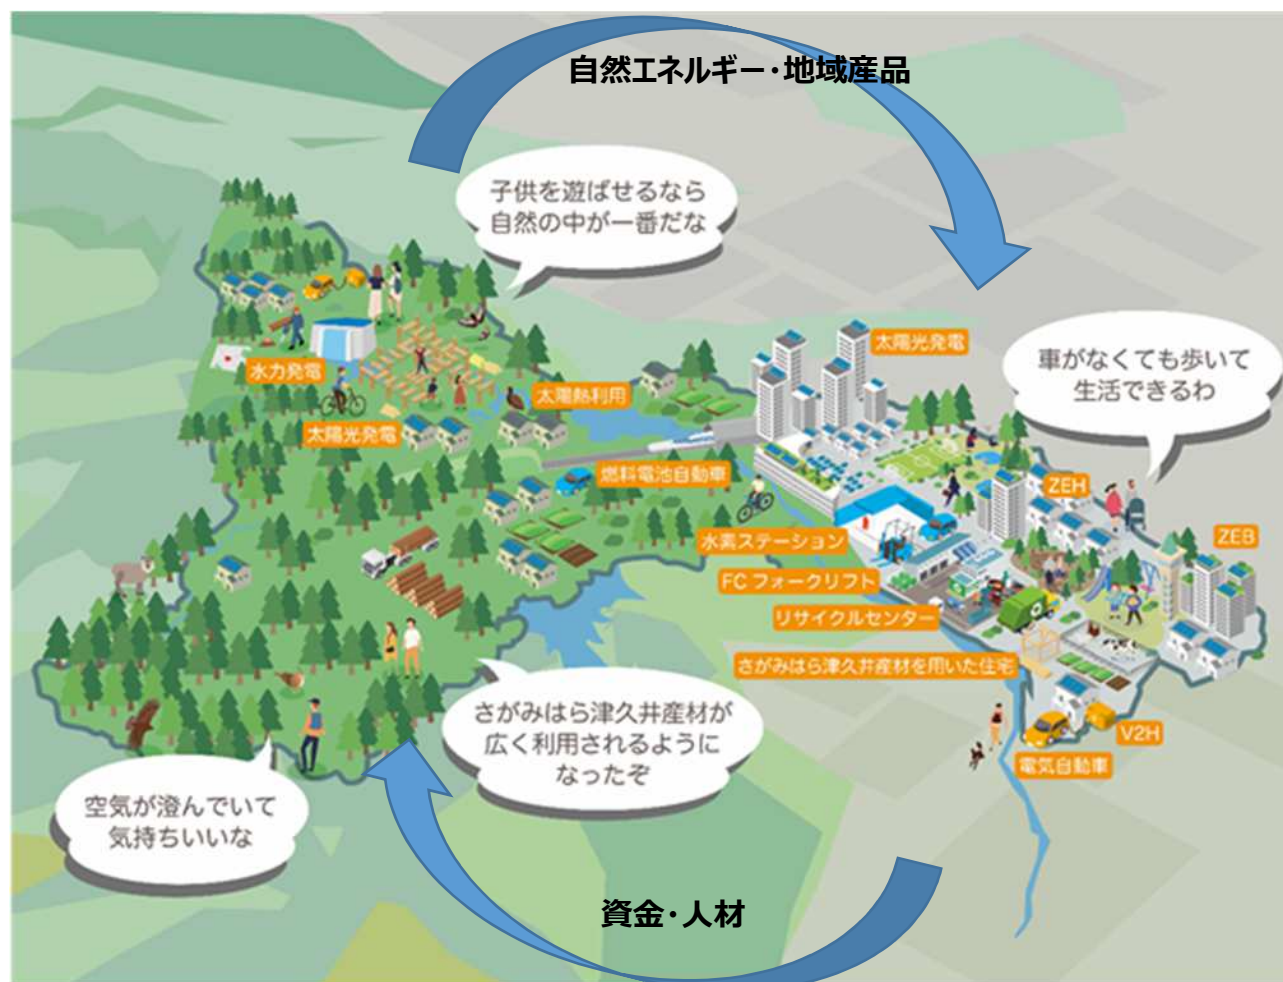 自然エネルギー・地域産品
子供を遊ばせるなら
自然の中が一番だな
太陽光発電
車がなくても歩いて
生活できるわ
水力発電
太陽熱利用
太陽光発電
燃料電池自動車
ZEH
水素ステーション
ZEB
FCフォークリフト
リサイクルセンター
さがみはら津久井産材を用いた住宅
さがみはら津久井産材が
広く利用されるように
なったぞ
V2H
電気自動車
空気が澄んでいて
気持ちいいな
資金・人材